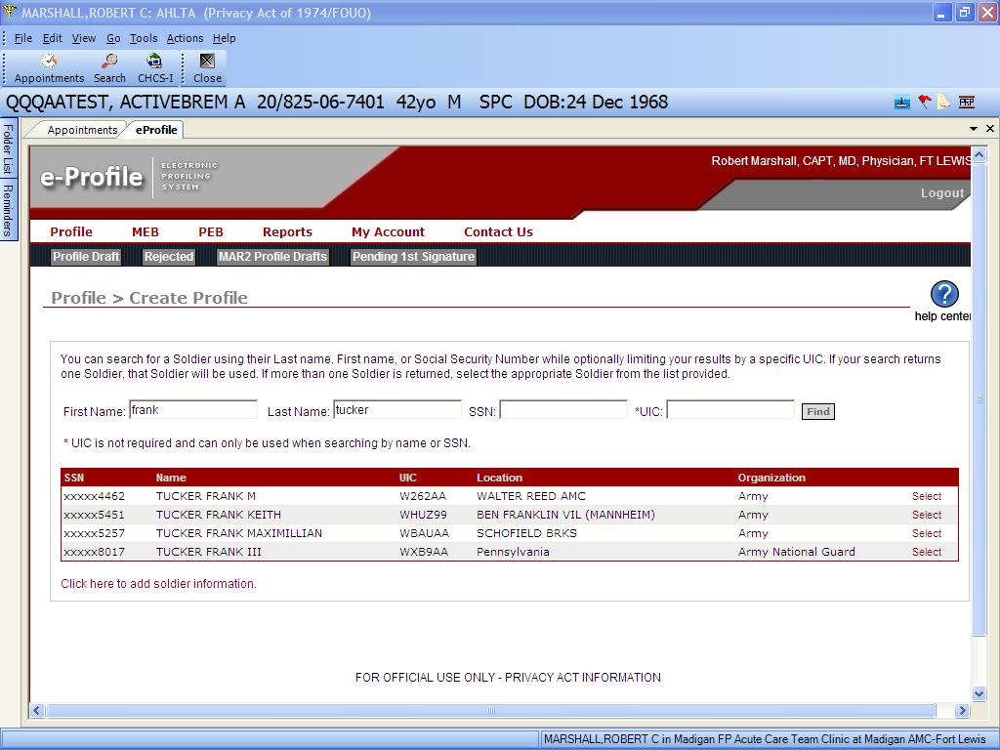 MARSHALL,ROBERT C: AHLTA (Privacy Act of 1974/FOUO)
File Edit View Go Tools Actions Help
Appointments Search CHCS-I Close
QQQAATEST, ACTIVEBREM A 20/825-06-7401 42yo M SPC DOB:24 Dec 1968
Folder List
Reminders
Appointments eProfile
e-Profile
ELECTRONIC
PROFILING
SYSTEM
Robert Marshall, CAPT, MD, Physician, FT LEWIS
Logout
Profile MEB PEB Reports My Account Contact Us
Profile Draft Rejected MAR2 Profile Drafts Pending 1st Signature
Profile > Create Profile
?
help center
You can search for a Soldier using their Last name, First name, or Social Security Number while optionally limiting your results by a specific UIC. If your search returns
one Soldier, that Soldier will be used. If more than one Soldier is returned, select the appropriate Soldier from the list provided.
First Name: frank Last Name: tucker SSN: *UIC: Find
* UIC is not required and can only be used when searching by name or SSN.
SSN Name UIC Location Organization
xxxxx4462 TUCKER FRANK M W262AA WALTER REED AMC Army Select
xxxxx5451 TUCKER FRANK KEITH WHUZ99 BEN FRANKLIN VIL (MANNHEIM) Army Select
xxxxx5257 TUCKER FRANK MAXIMILLIAN WBAUAA SCHOFIELD BRKS Army Select
xxxxx8017 TUCKER FRANK III WXB9AA Pennsylvania Army National Guard Select
Click here to add soldier information.
FOR OFFICIAL USE ONLY - PRIVACY ACT INFORMATION
MARSHALL,ROBERT C in Madigan FP Acute Care Team Clinic at Madigan AMC-Fort Lewis